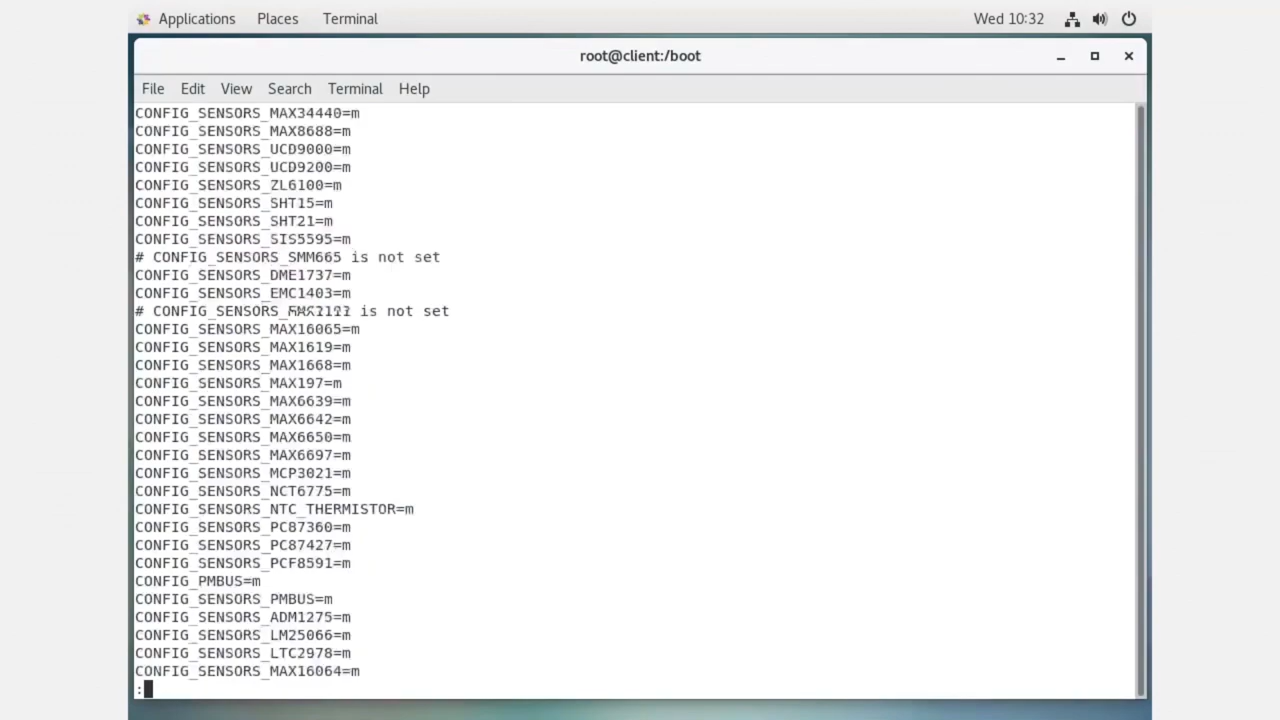 Applications Places Terminal Wed 10:32
root@client:/boot
File Edit View Search Terminal Help
CONFIG_SENSORS_MAX34440=m
CONFIG_SENSORS_MAX8688=m
CONFIG_SENSORS_UCD9000=m
CONFIG_SENSORS_UCD9200=m
CONFIG_SENSORS_ZL6100=m
CONFIG_SENSORS_SHT15=m
CONFIG_SENSORS_SHT21=m
CONFIG_SENSORS_SIS5595=m
# CONFIG_SENSORS_SMM665 is not set
CONFIG_SENSORS_DME1737=m
CONFIG_SENSORS_EMC1403=m
# is not set
CONFIG_SENSORS_MAX16065=m
CONFIG_SENSORS_MAX1619=m
CONFIG_SENSORS_MAX1668=m
CONFIG_SENSORS_MAX197=m
CONFIG_SENSORS_MAX6639=m
CONFIG_SENSORS_MAX6642=m
CONFIG_SENSORS_MAX6650=m
CONFIG_SENSORS_MAX6697=m
CONFIG_SENSORS_MCP3021=m
CONFIG_SENSORS_NCT6775=m
CONFIG_SENSORS_NTC_THERMISTOR=m
CONFIG_SENSORS_PC87360=m
CONFIG_SENSORS_PC87427=m
CONFIG_SENSORS_PCF8591=m
CONFIG_PMBUS=m
CONFIG_SENSORS_PMBUS=m
CONFIG_SENSORS_ADM1275=m
CONFIG_SENSORS_LM25066=m
CONFIG_SENSORS_LTC2978=m
CONFIG_SENSORS_MAX16064=m
: